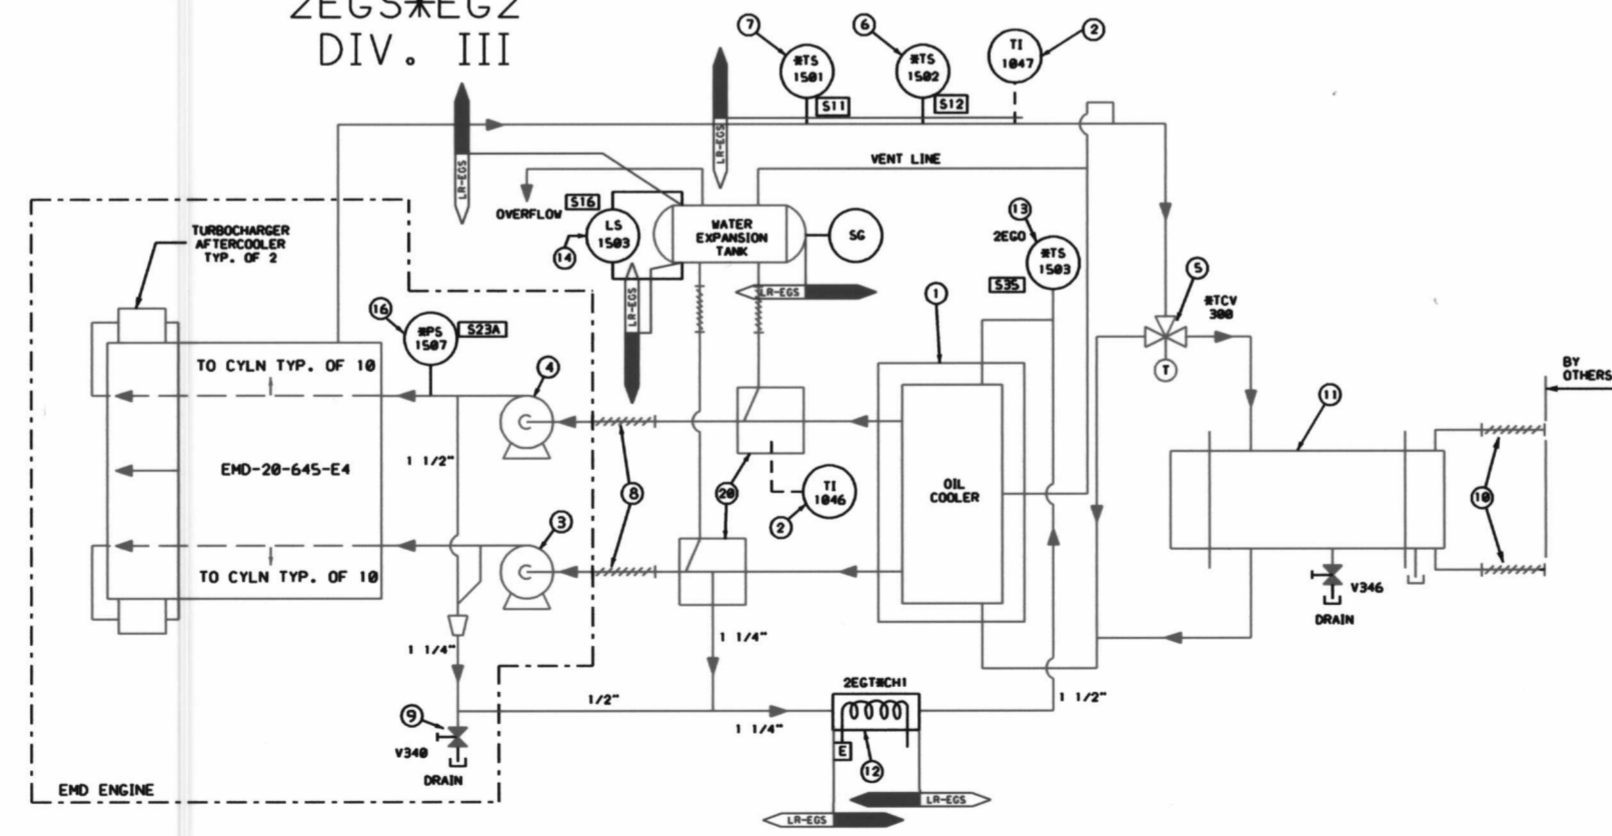 2EGS*EG2
DIV. III
7
6
2
*TS
1501
*TS
1502
TI
1047
S11
S12
LR-EGS
LR-EGS
VENT LINE
OVERFLOW
S16
LS
1503
14
WATER
EXPANSION
TANK
SG
13
2EGO
*TS
1503
S35
LR-EGS
LR-EGS
TURBOCHARGER
AFTERCOOLER
TYP. OF 2
16
*PS
1507
S23A
1
5
*TCV
300
T
BY
OTHERS
TO CYLN TYP. OF 10
4
11
EMD-20-645-E4
1 1/2"
8
20
TI
1046
2
OIL
COOLER
10
3
TO CYLN TYP. OF 10
V346
DRAIN
1 1/4"
1 1/4"
2EGT*CH1
1/2"
1 1/4"
1 1/2"
9
V340
DRAIN
E
12
EMD ENGINE
LR-EGS
LR-EGS